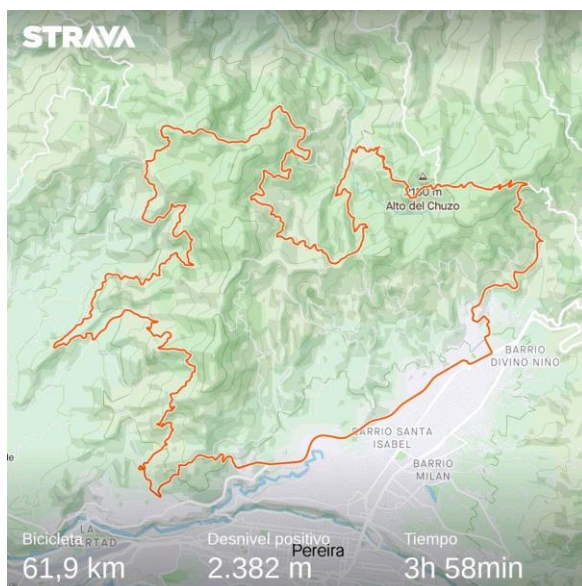 STRAVA
Alto del Chuzo
BARRIO
DIVINO NIÑO
BARRIO SANTA
ISABEL
BARRIO
MILAN
LA
Bicicleta
Desnivel positivo
Tiempo
Pereira
61,9 km
2.382 m
3h 58min